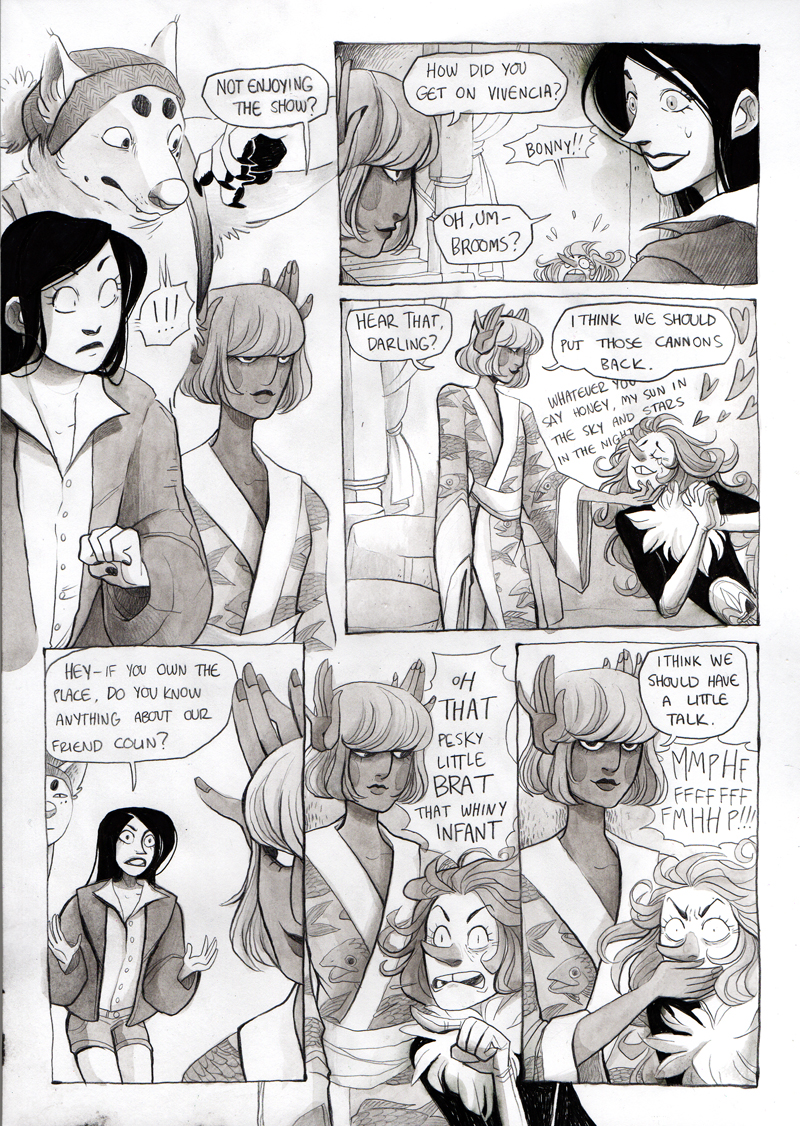 NOT ENJOYING
THE SHOW?
!!!
HOW DID YOU
GET ON VIVENCIA?
BONNY!!
OH, UM-
BROOMS?
HEAR THAT,
DARLING?
I THINK WE SHOULD
PUT THOSE CANNONS
BACK.
WHATEVER YOU
SAY HONEY, MY SUN IN
THE SKY AND STARS
IN THE NIGHT
HEY-IF YOU OWN THE
PLACE, DO YOU KNOW
ANYTHING ABOUT OUR
FRIEND COLIN?
OH
THAT
PESKY
LITTLE
BRAT
THAT WHINY
INFANT
I THINK WE
SHOULD HAVE
A LITTLE
TALK.
MMPHF
FFFFFFF
FMHHP!!!